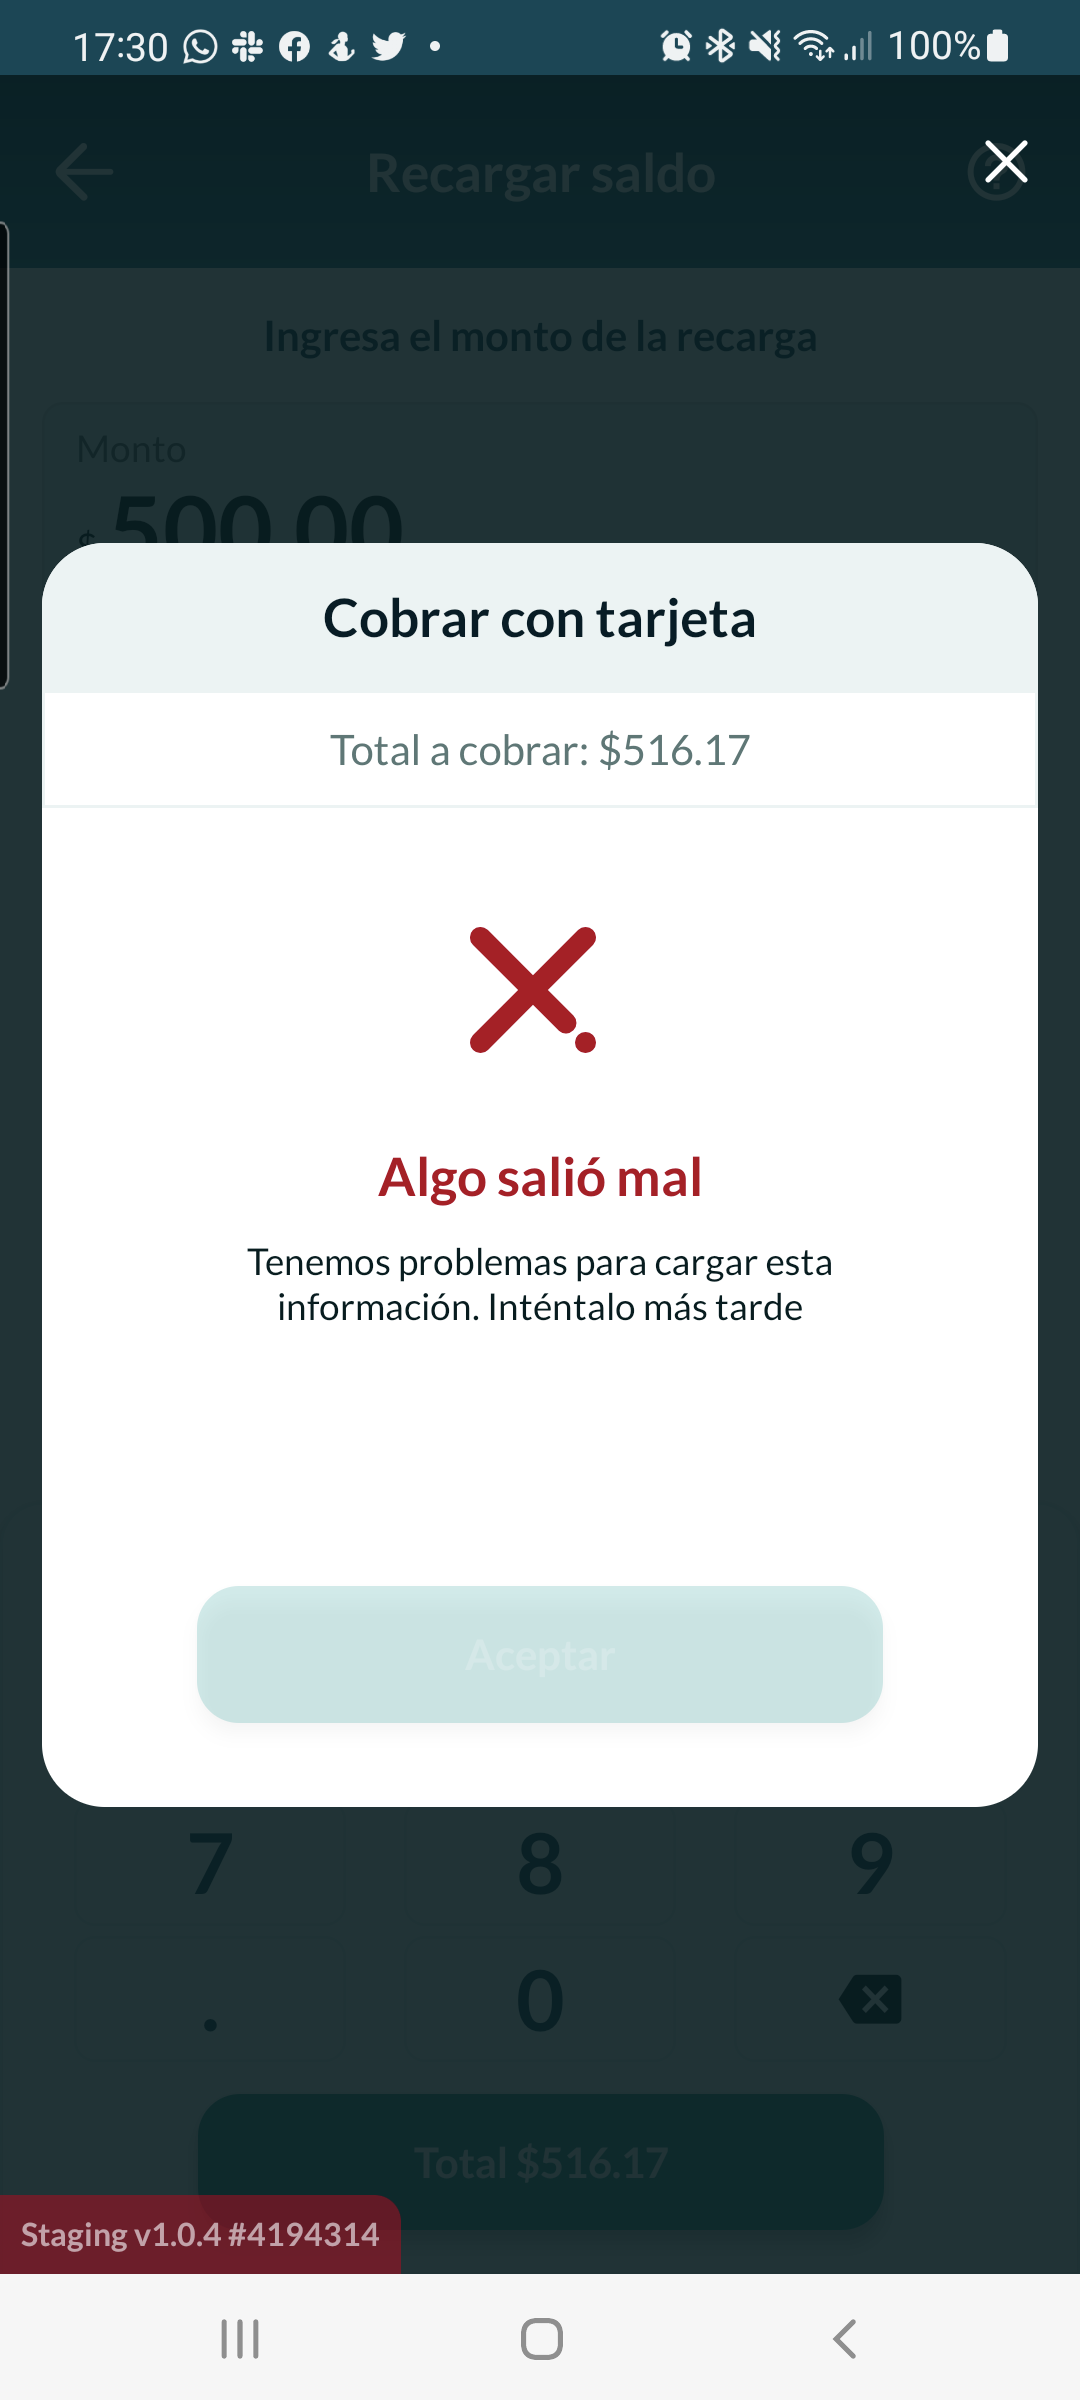 17:30
100%
Recargar saldo
Ingresa el monto de la recarga
Monto
$ 500.00
Cobrar con tarjeta
Total a cobrar: $516.17
Algo salió mal
Tenemos problemas para cargar esta
información. Inténtalo más tarde
Aceptar
7 8 9
. 0
Total $516.17
Staging v1.0.4 #4194314